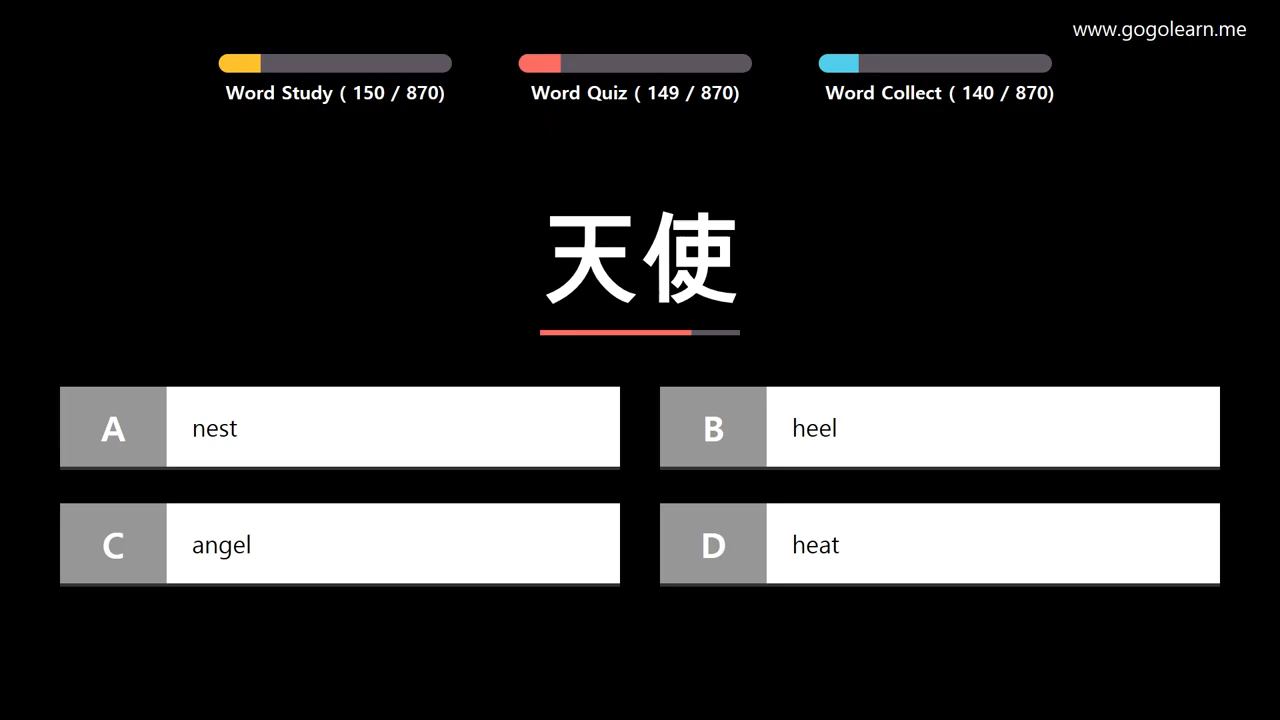 www.gogolearn.me
Word Study ( 150 / 870)
Word Quiz ( 149 / 870)
Word Collect ( 140 / 870)
天使
A nest
B heel
C angel
D heat